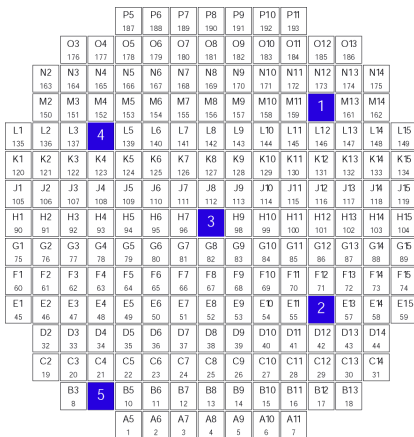 P5 P6 P7 P8 P9 P10 P11
187 188 189 190 191 192 193
O3 O4 O5 O6 O7 O8 O9 O10 O11 O12 O13
176 177 178 179 180 181 182 183 184 185 186
N2 N3 N4 N5 N6 N7 N8 N9 N10 N11 N12 N13 N14
163 164 165 166 167 168 169 170 171 172 173 174 175
M2 M3 M4 M5 M6 M7 M8 M9 M10 M11 1 M13 M14
150 151 152 153 154 155 156 157 158 159 161 162
L1 L2 L3 4 L5 L6 L7 L8 L9 L10 L11 L12 L13 L14 L15
135 136 137 139 140 141 142 143 144 145 146 147 148 149
K1 K2 K3 K4 K5 K6 K7 K8 K9 K10 K11 K12 K13 K14 K15
120 121 122 123 124 125 126 127 128 129 130 131 132 133 134
J1 J2 J3 J4 J5 J6 J7 J8 J9 J10 J11 J12 J13 J14 J15
105 106 107 108 109 110 111 112 113 114 115 116 117 118 119
H1 H2 H3 H4 H5 H6 H7 3 H9 H10 H11 H12 H13 H14 H15
90 91 92 93 94 95 96 98 99 100 101 102 103 104
G1 G2 G3 G4 G5 G6 G7 G8 G9 G10 G11 G12 G13 G14 G15
75 76 77 78 79 80 81 82 83 84 85 86 87 88 89
F1 F2 F3 F4 F5 F6 F7 F8 F9 F10 F11 F12 F13 F14 F15
60 61 62 63 64 65 66 67 68 69 70 71 72 73 74
E1 E2 E3 E4 E5 E6 E7 E8 E9 E10 E11 2 E13 E14 E15
45 46 47 48 49 50 51 52 53 54 55 57 58 59
D2 D3 D4 D5 D6 D7 D8 D9 D10 D11 D12 D13 D14
32 33 34 35 36 37 38 39 40 41 42 43 44
C2 C3 C4 C5 C6 C7 C8 C9 C10 C11 C12 C13 C14
19 20 21 22 23 24 25 26 27 28 29 30 31
B3 5 B5 B6 B7 B8 B9 B10 B11 B12 B13
8 10 11 12 13 14 15 16 17 18
A5 A6 A7 A8 A9 A10 A11
1 2 3 4 5 6 7